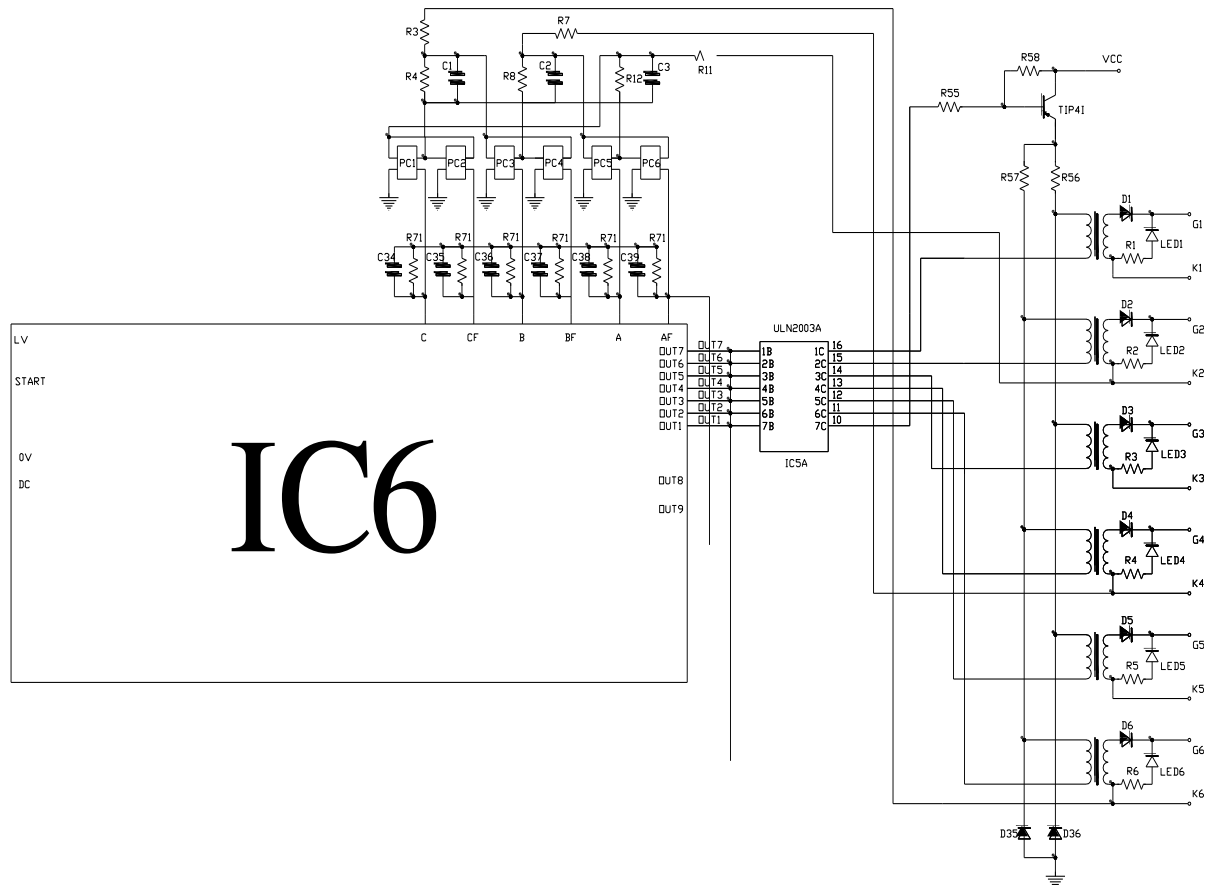 R3
R7
R4
C1
R8
C2
R12
C3
R11
R58
VCC
R55
TIP41
PC1
PC2
PC3
PC4
PC5
PC6
R57
R56
R71
R71
R71
R71
R71
R71
C34
C35
C36
C37
C38
C39
D1
G1
R1
LED1
K1
D2
G2
R2
LED2
K2
D3
G3
R3
LED3
K3
D4
G4
R4
LED4
K4
D5
G5
R5
LED5
K5
D6
G6
R6
LED6
K6
D35
D36
LV
START
0V
DC
IC6
C
CF
B
BF
A
AF
OUT7
OUT6
OUT5
OUT4
OUT3
OUT2
OUT1
OUT8
OUT9
OUT7
OUT6
OUT5
OUT4
OUT3
OUT2
OUT1
ULN2003A
1B
2B
3B
4B
5B
6B
7B
1C
2C
3C
4C
5C
6C
7C
16
15
14
13
12
11
10
IC5A